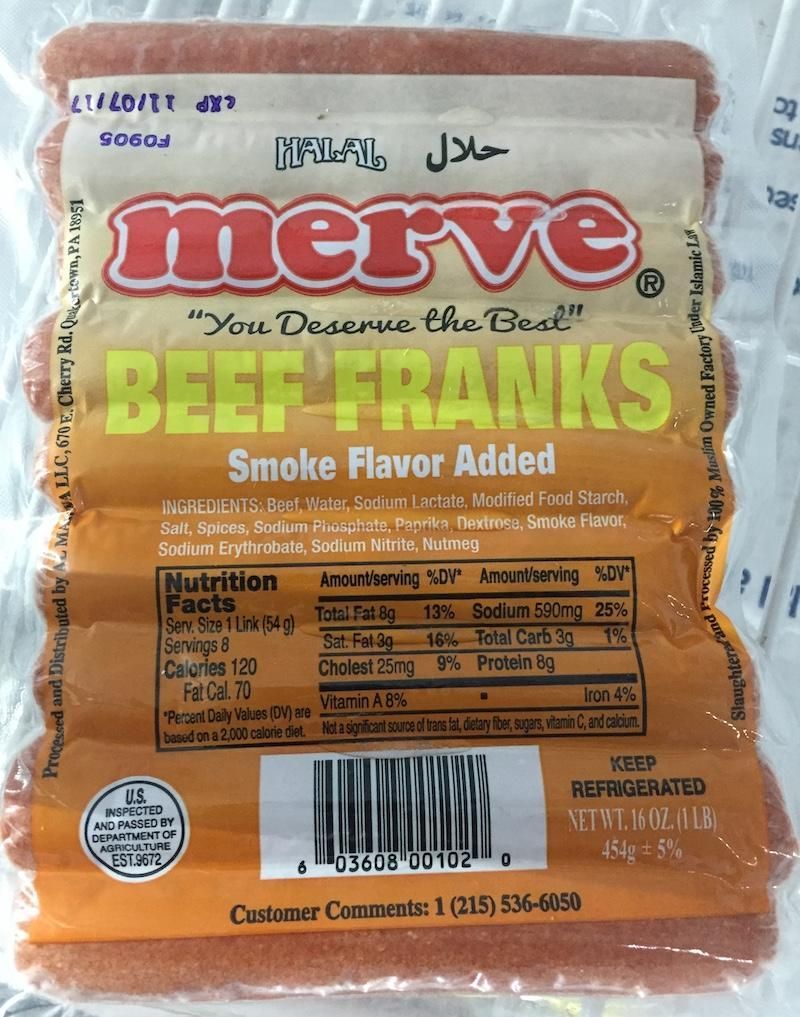 EXP 11/07/17
F0905
HALAL حلال
merve®
"You Deserve the Best"
BEEF FRANKS
Smoke Flavor Added
INGREDIENTS: Beef, Water, Sodium Lactate, Modified Food Starch,
Salt, Spices, Sodium Phosphate, Paprika, Dextrose, Smoke Flavor,
Sodium Erythrobate, Sodium Nitrite, Nutmeg
Nutrition
Facts
Serv. Size 1 Link (54 g)
Servings 8
Calories 120
Fat Cal. 70
*Percent Daily Values (DV) are
based on a 2,000 calorie diet.
Amount/serving %DV* Amount/serving %DV*
Total Fat 8g 13% Sodium 590mg 25%
Sat. Fat 3g 16% Total Carb 3g 1%
Cholest 25mg 9% Protein 8g
Vitamin A 8% ▪ Iron 4%
Not a significant source of trans fat, dietary fiber, sugars, vitamin C, and calcium.
Processed and Distributed by LLC, 670 E. Cherry Rd. Quakertown, PA 18951
Slaughtered and Processed by 100% Muslim Owned Factory Under Islamic Law
U.S.
INSPECTED
AND PASSED BY
DEPARTMENT OF
AGRICULTURE
EST.9672
6 03608 00102 0
KEEP
REFRIGERATED
NET WT. 16 OZ. (1 LB)
454g ± 5%
Customer Comments: 1 (215) 536-6050